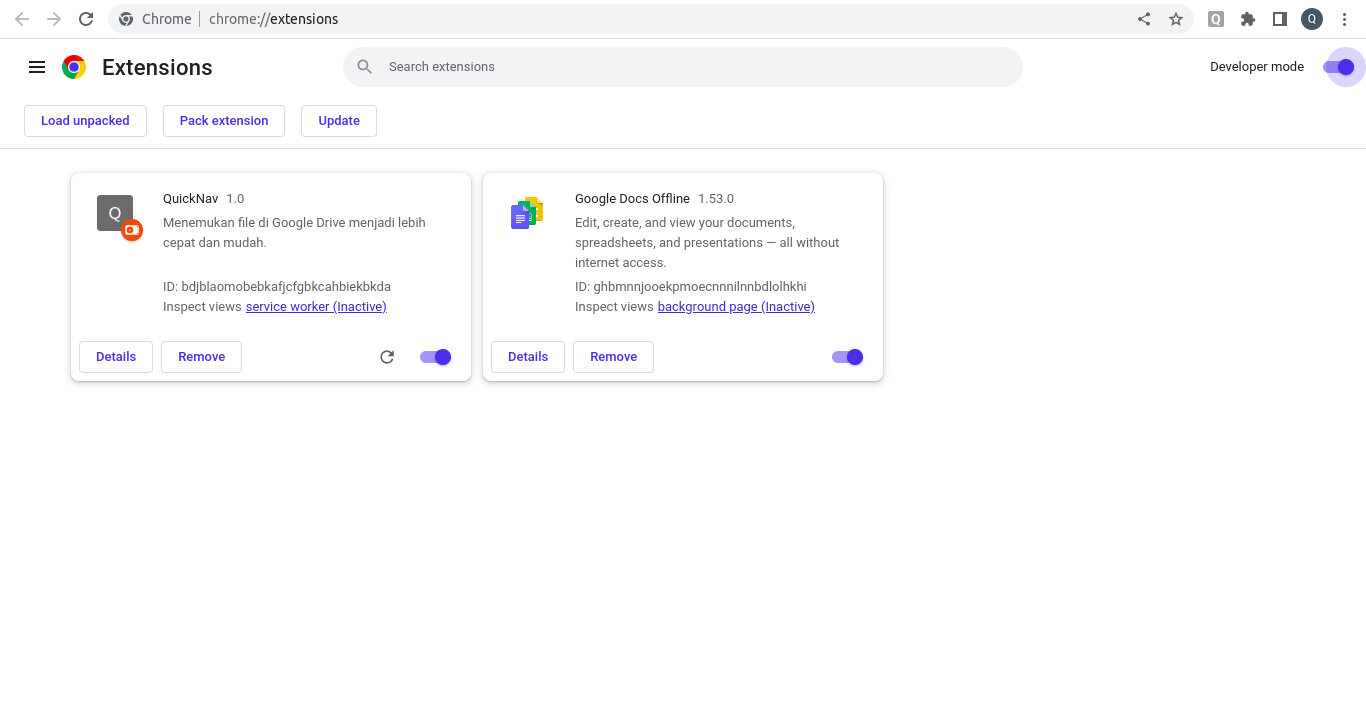 Chrome | chrome://extensions
Q
Q
Extensions
Search extensions
Developer mode
Load unpacked
Pack extension
Update
Q
QuickNav 1.0
Menemukan file di Google Drive menjadi lebih
cepat dan mudah.
ID: bdjblaomobebkafjcfgbkcahbiekbkda
Inspect views service worker (Inactive)
Details
Remove
Google Docs Offline 1.53.0
Edit, create, and view your documents,
spreadsheets, and presentations — all without
internet access.
ID: ghbmnnjooekpmoecnnnilnnbdlolhkhi
Inspect views background page (Inactive)
Details
Remove